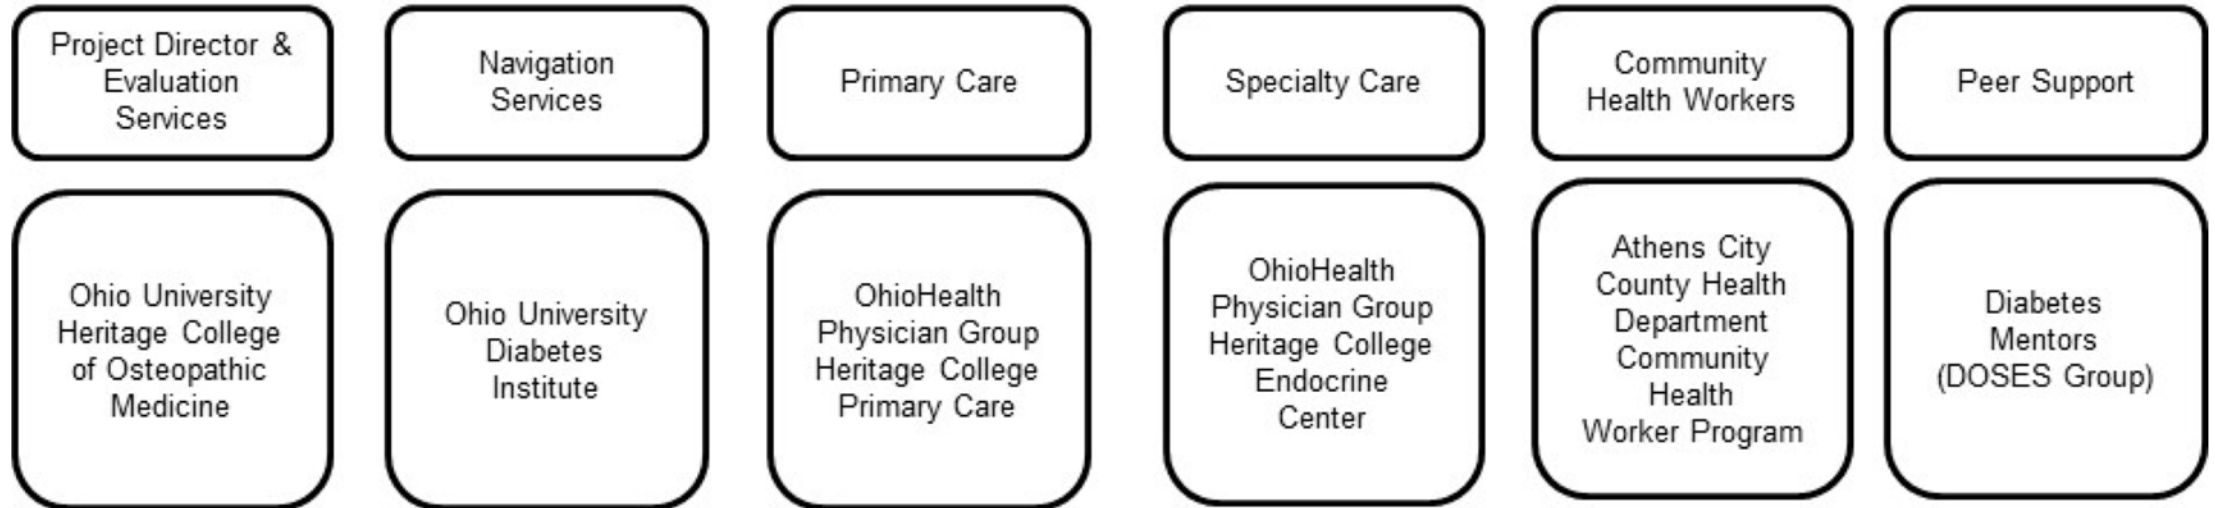 Project Director &
Evaluation
Services
Navigation
Services
Primary Care
Specialty Care
Community
Health Workers
Peer Support
Ohio University
Heritage College
of Osteopathic
Medicine
Ohio University
Diabetes
Institute
OhioHealth
Physician Group
Heritage College
Primary Care
OhioHealth
Physician Group
Heritage College
Endocrine
Center
Athens City
County Health
Department
Community
Health
Worker Program
Diabetes
Mentors
(DOSES Group)